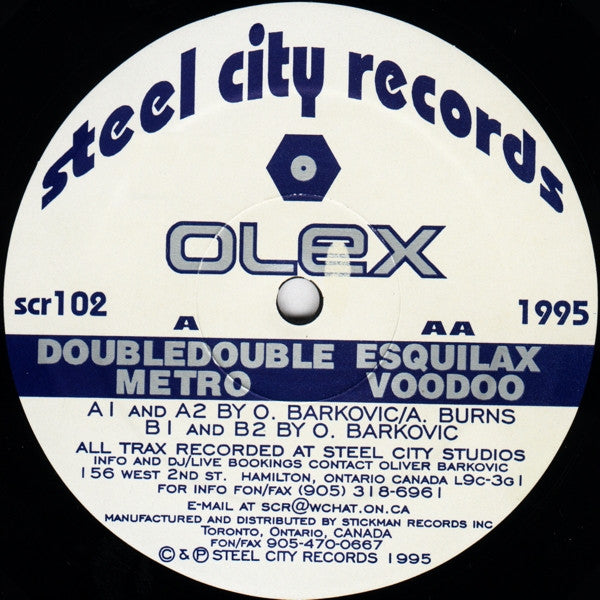 steel city records
OLEX
scr102 1995
A AA
DOUBLEDOUBLE ESQUILAX
METRO VOODOO
A1 AND A2 BY O. BARKOVIC/A. BURNS
B1 AND B2 BY O. BARKOVIC
ALL TRAX RECORDED AT STEEL CITY STUDIOS
INFO AND DJ/LIVE BOOKINGS CONTACT OLIVER BARKOVIC
156 WEST 2ND ST. HAMILTON, ONTARIO CANADA L9C-3G1
FOR INFO FON/FAX (905) 318-6961
E-MAIL AT SCR@WCHAT.ON.CA
MANUFACTURED AND DISTRIBUTED BY STICKMAN RECORDS INC
TORONTO, ONTARIO, CANADA
FON/FAX 905-470-0667
© & ℗ STEEL CITY RECORDS 1995